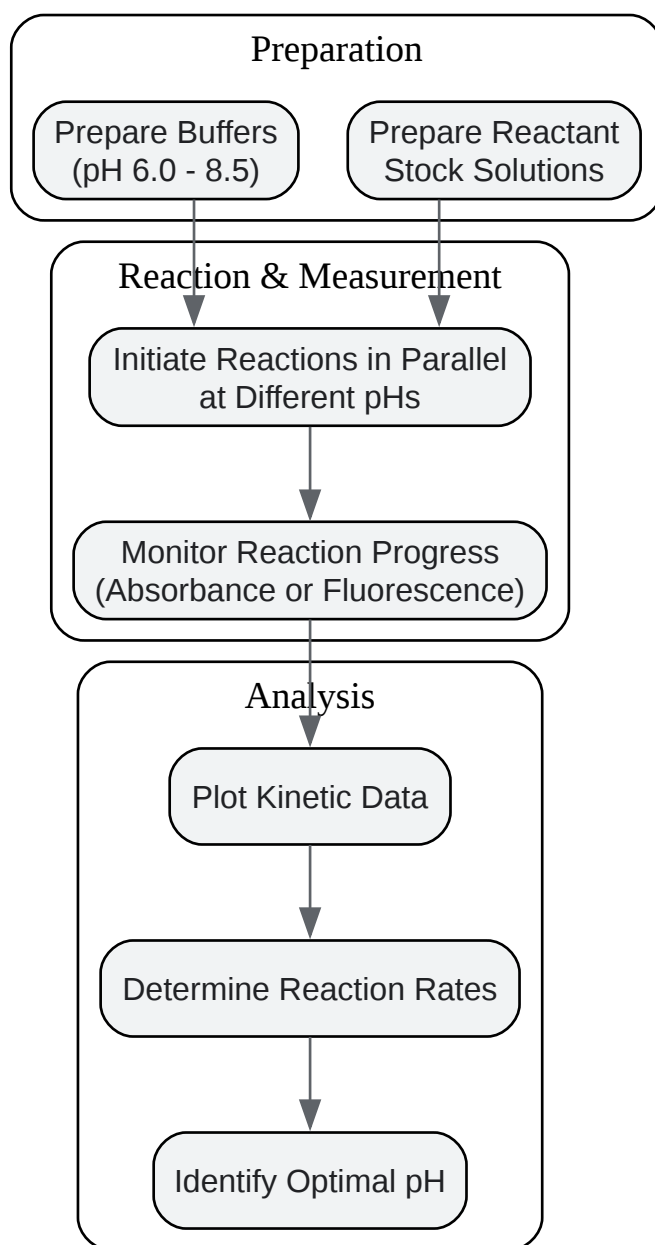 Preparation
Prepare Buffers
(pH 6.0 - 8.5)
Prepare Reactant
Stock Solutions
Reaction & Measurement
Initiate Reactions in Parallel
at Different pHs
Monitor Reaction Progress
(Absorbance or Fluorescence)
Analysis
Plot Kinetic Data
Determine Reaction Rates
Identify Optimal pH